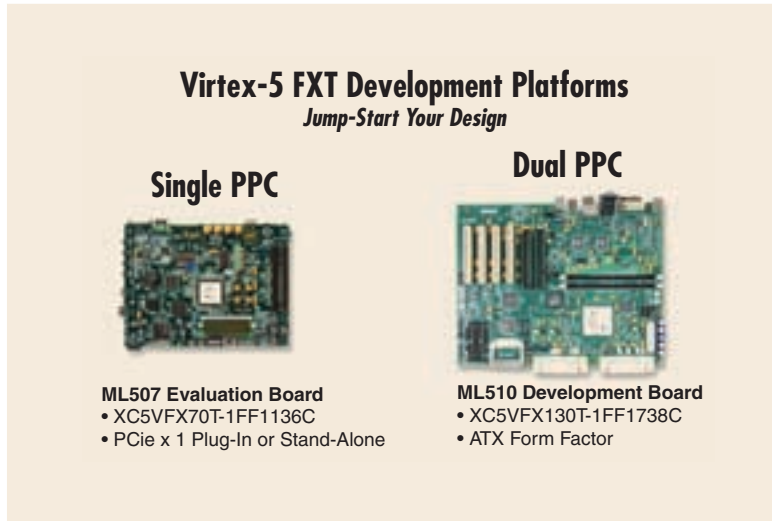 Virtex-5 FXT Development Platforms
Jump-Start Your Design
Single PPC
Dual PPC
ML507 Evaluation Board
• XC5VFX70T-1FF1136C
• PCie x 1 Plug-In or Stand-Alone
ML510 Development Board
• XC5VFX130T-1FF1738C
• ATX Form Factor